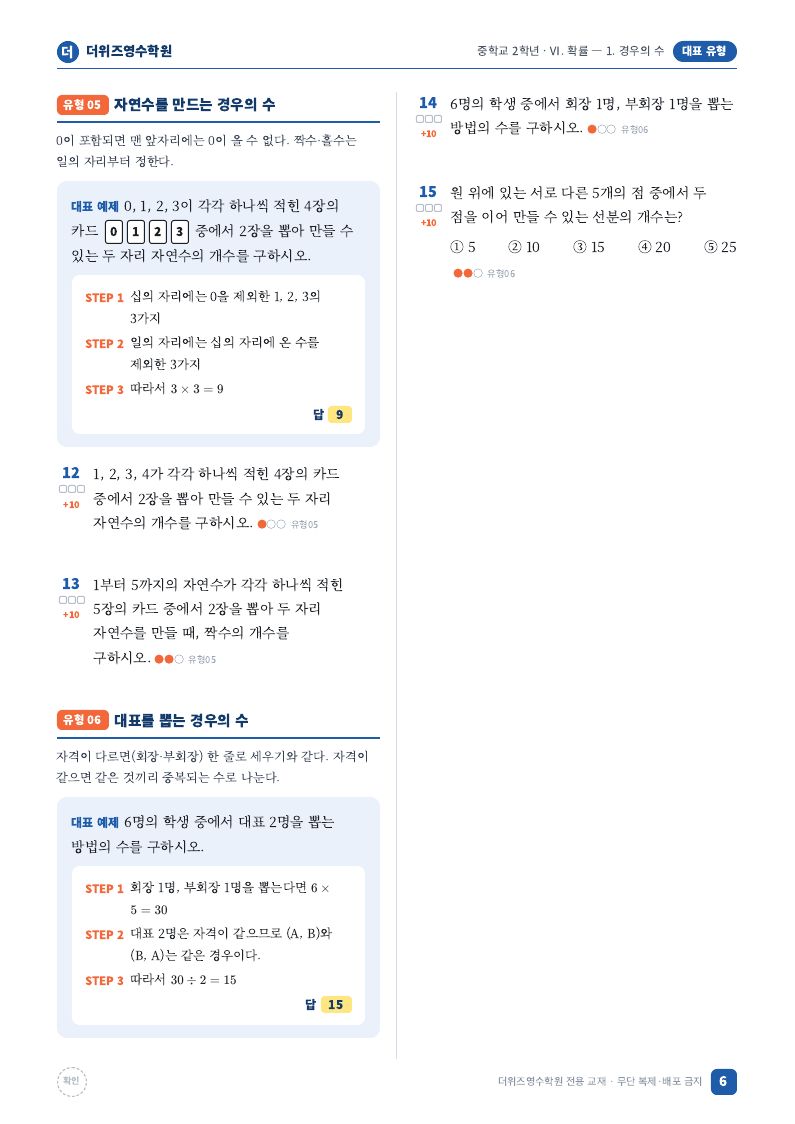 더 더위즈영수학원
중학교 2학년 · Ⅵ. 확률 — 1. 경우의 수 대표 유형
유형 05 자연수를 만드는 경우의 수
0이 포함되면 맨 앞자리에는 0이 올 수 없다. 짝수·홀수는
일의 자리부터 정한다.
대표 예제 0, 1, 2, 3이 각각 하나씩 적힌 4장의
카드 0 1 2 3 중에서 2장을 뽑아 만들 수
있는 두 자리 자연수의 개수를 구하시오.
STEP 1 십의 자리에는 0을 제외한 1, 2, 3의
3가지
STEP 2 일의 자리에는 십의 자리에 온 수를
제외한 3가지
STEP 3 따라서 3 × 3 = 9
답 9
12 1, 2, 3, 4가 각각 하나씩 적힌 4장의 카드
중에서 2장을 뽑아 만들 수 있는 두 자리
+10
자연수의 개수를 구하시오. 유형05
13 1부터 5까지의 자연수가 각각 하나씩 적힌
5장의 카드 중에서 2장을 뽑아 두 자리
+10
자연수를 만들 때, 짝수의 개수를
구하시오. 유형05
유형 06 대표를 뽑는 경우의 수
자격이 다르면(회장·부회장) 한 줄로 세우기와 같다. 자격이
같으면 같은 것끼리 중복되는 수로 나눈다.
대표 예제 6명의 학생 중에서 대표 2명을 뽑는
방법의 수를 구하시오.
STEP 1 회장 1명, 부회장 1명을 뽑는다면 6 ×
5 = 30
STEP 2 대표 2명은 자격이 같으므로 (A, B)와
(B, A)는 같은 경우이다.
STEP 3 따라서 30 ÷ 2 = 15
답 15
14 6명의 학생 중에서 회장 1명, 부회장 1명을 뽑는
방법의 수를 구하시오. 유형06
+10
15 원 위에 있는 서로 다른 5개의 점 중에서 두
점을 이어 만들 수 있는 선분의 개수는?
+10
① 5 ② 10 ③ 15 ④ 20 ⑤ 25
유형06
확인
더위즈영수학원 전용 교재 · 무단 복제·배포 금지 6